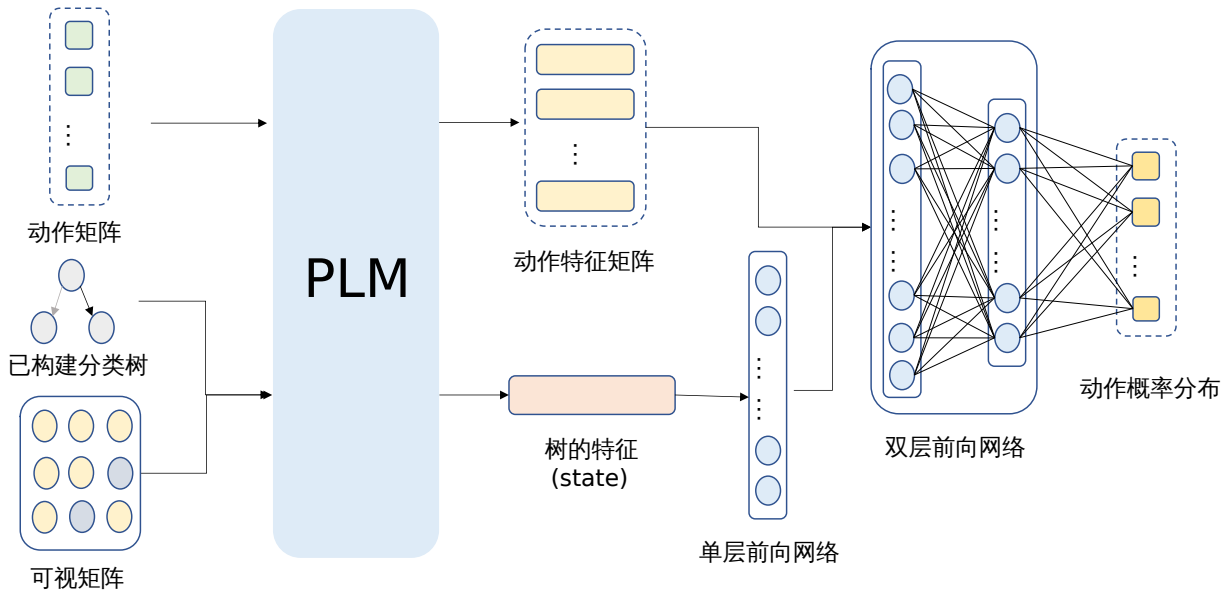 动作矩阵
已构建分类树
可视矩阵
PLM
动作特征矩阵
树的特征
(state)
单层前向网络
双层前向网络
动作概率分布